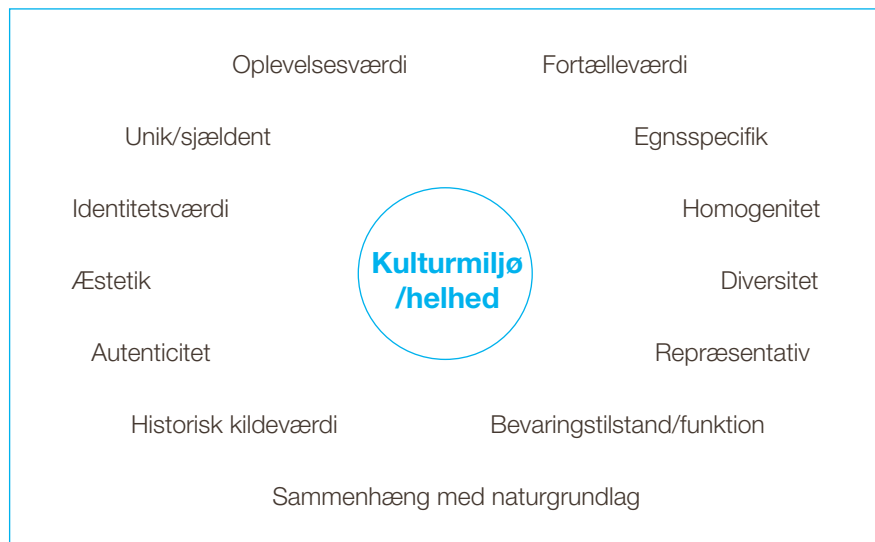 Oplevelsesværdi Fortælleværdi
Unik/sjældent Egnsspecifik
Identitetsværdi Homogenitet
Kulturmiljø
/helhed
Æstetik Diversitet
Autenticitet Repræsentativ
Historisk kildeværdi Bevaringstilstand/funktion
Sammenhæng med naturgrundlag